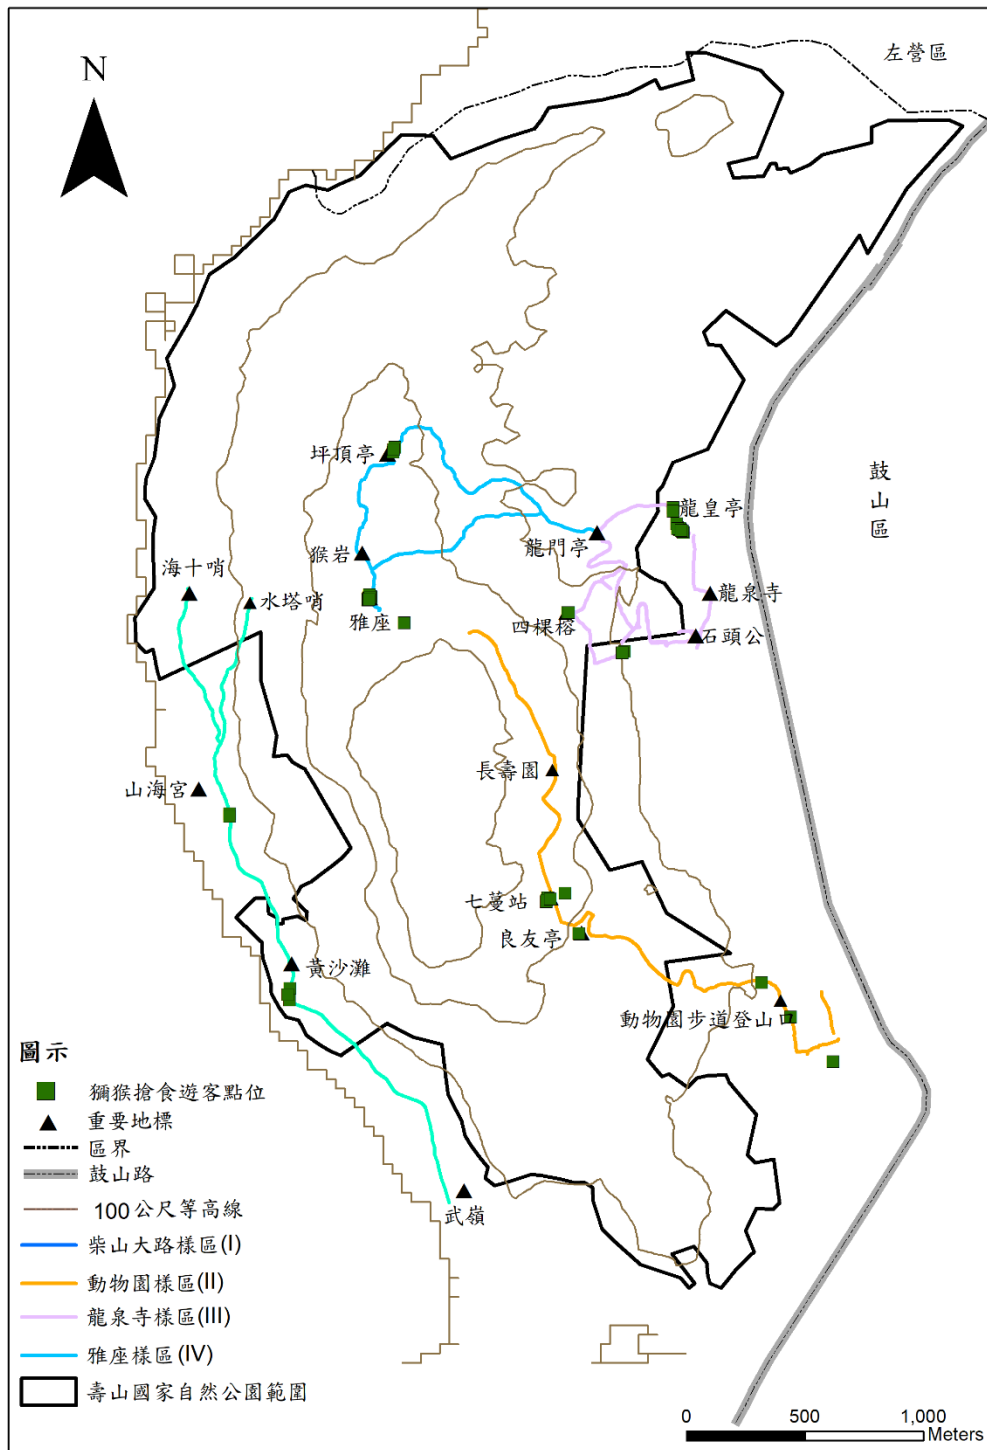 左營區
N
鼓山區
坪頂亭
龍皇亭
龍門亭
猴岩
海十哨
水塔哨
龍泉寺
雅座
四棵榕
石頭公
長壽園
山海宮
七蔓站
良友亭
黃沙灘
動物園步道登山口
圖示
獼猴搶食遊客點位
重要地標
區界
鼓山路
100公尺等高線
武嶺
柴山大路樣區(I)
動物園樣區(II)
龍泉寺樣區(III)
雅座樣區(IV)
壽山國家自然公園範圍
0 500 1,000
Meters